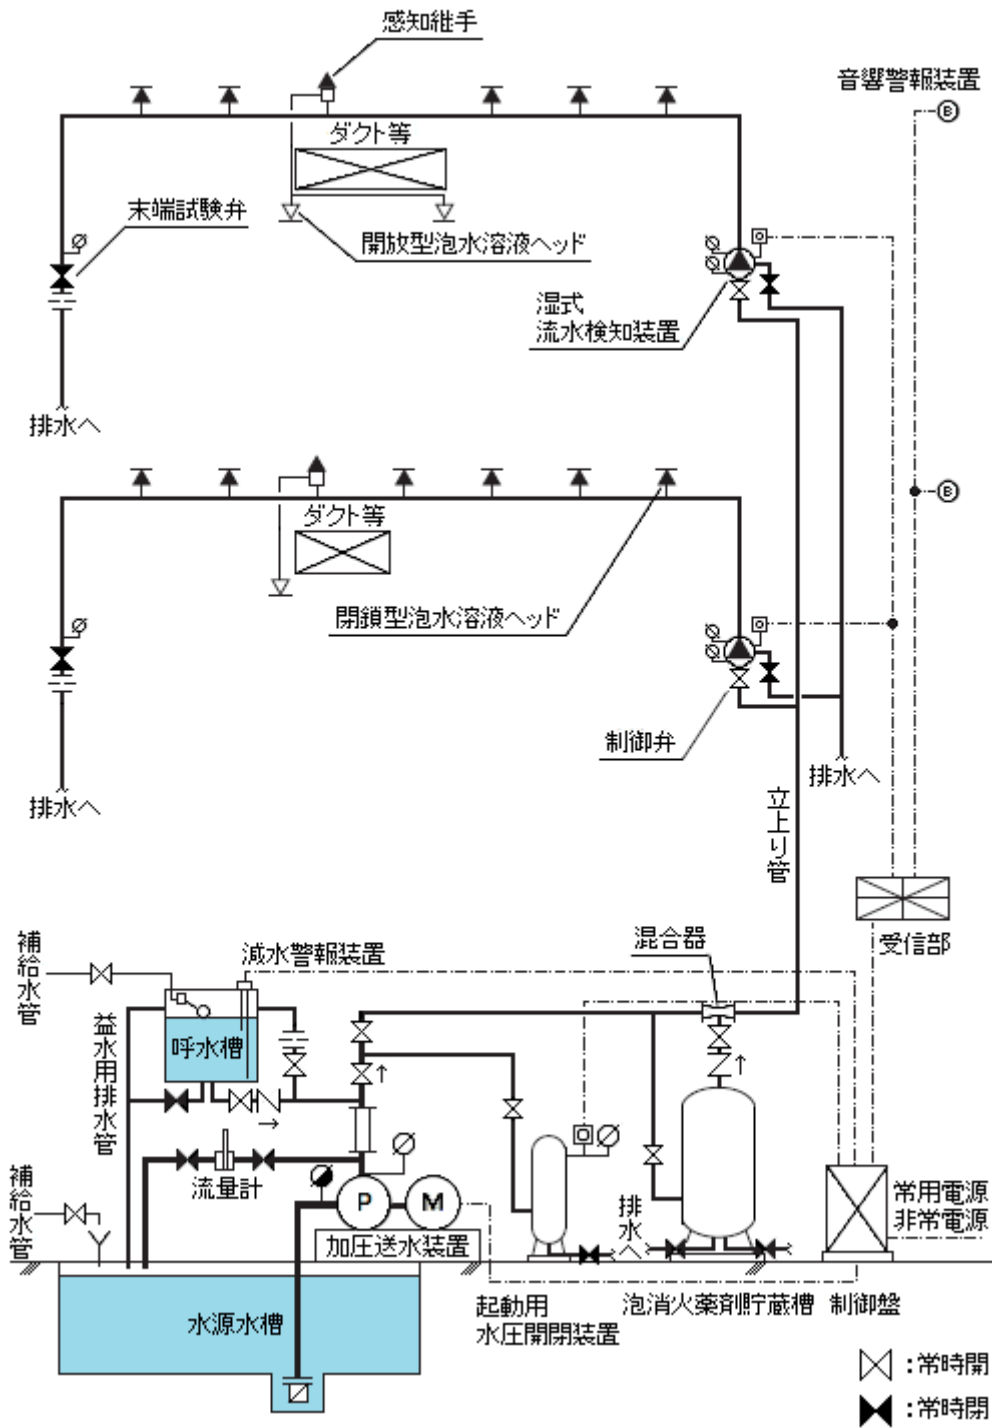 感知継手
音響警報装置
B
ダクト等
末端試験弁
開放型泡水溶液ヘッド
湿式
流水検知装置
排水へ
B
ダクト等
閉鎖型泡水溶液ヘッド
制御弁
排水へ
排水へ
立上り管
受信部
混合器
補給水管
減水警報装置
呼水槽
益水用排水管
流量計
補給水管
P
M
加圧送水装置
排水へ
常用電源
非常電源
水源水槽
起動用
水圧開閉装置
泡消火薬剤貯蔵槽
制御盤
:常時開
:常時閉